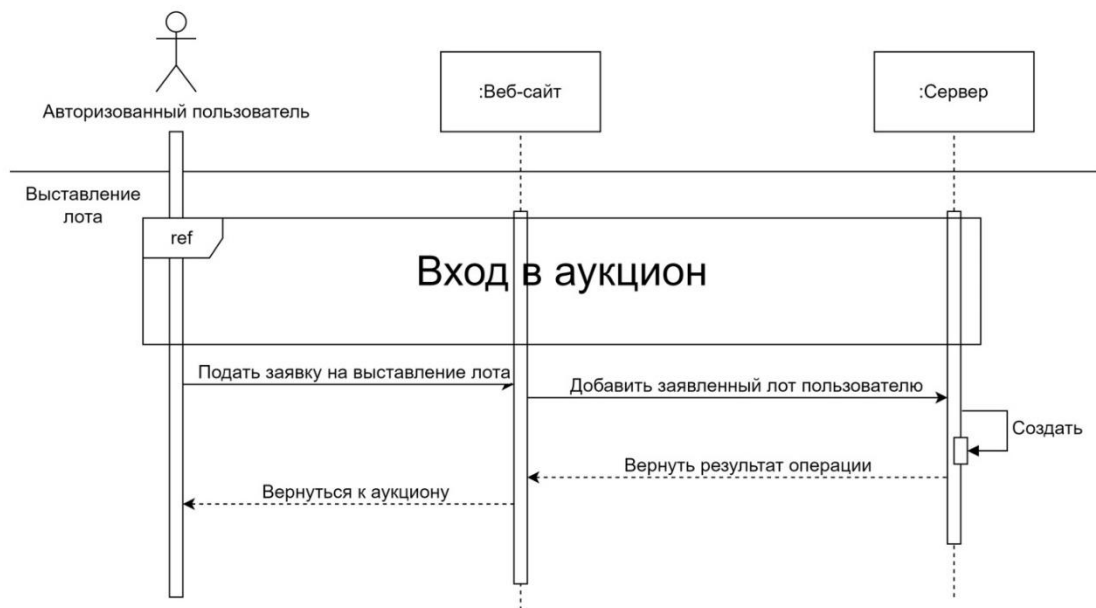 Авторизованный пользователь
:Веб-сайт
:Сервер
Выставление
лота
ref
Вход в аукцион
Подать заявку на выставление лота
Добавить заявленный лот пользователю
Создать
Вернуть результат операции
Вернуться к аукциону